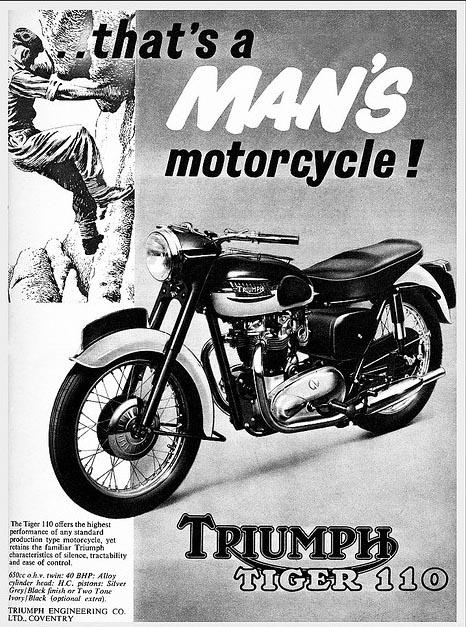 ..that's a
MAN'S
motorcycle!
TRIUMPH
The Tiger 110 offers the highest
performance of any standard
production type motorcycle, yet
retains the familiar Triumph
characteristics of silence, tractability
and ease of control.
650cc o.h.v. twin: 40 BHP: Alloy
cylinder head: H.C. pistons: Silver
Grey/Black finish or Two Tone
Ivory/Black (optional extra).
TRIUMPH ENGINEERING CO.
LTD., COVENTRY
TRIUMPH
TIGER 110